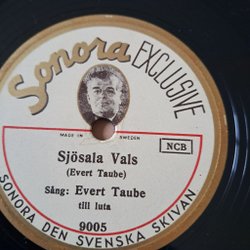 Sonora EXCLUSIVE
MADE IN SWEDEN
NCB
Sjösala Vals
(Evert Taube)
Sång: Evert Taube
till luta
9005
SONORA DEN SVENSKA SKIVAN